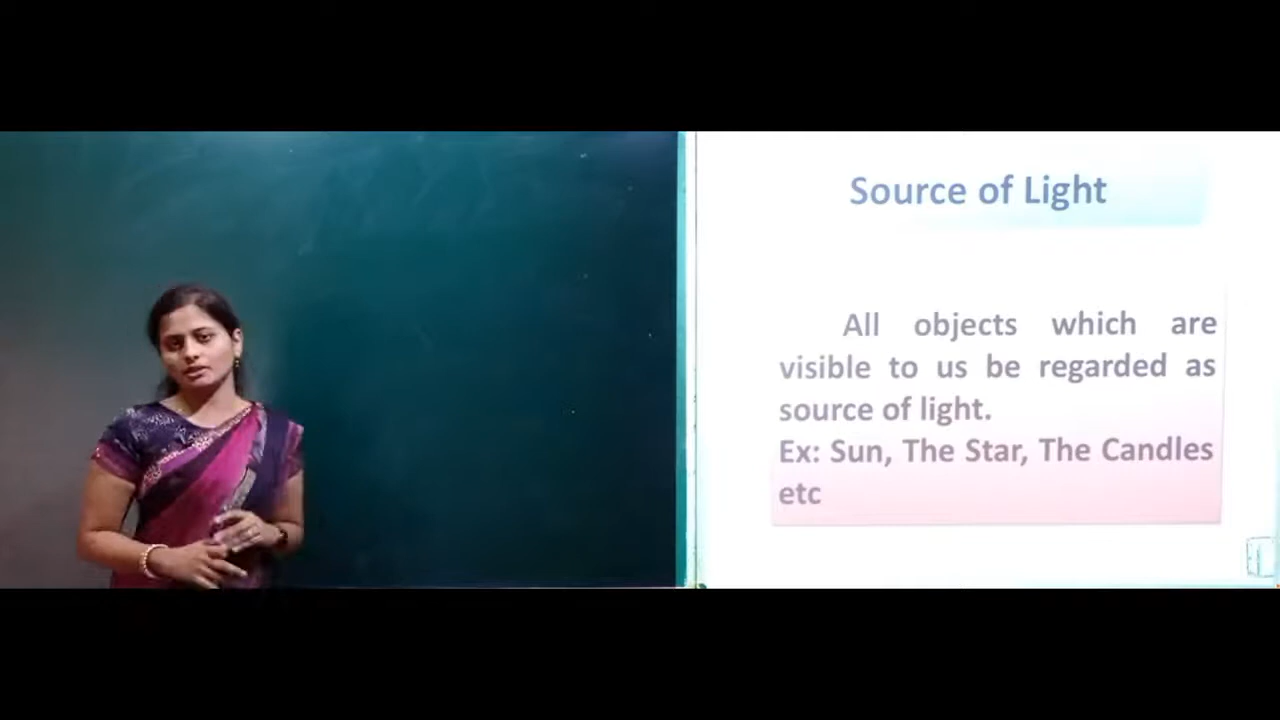 Source of Light
All objects which are
visible to us be regarded as
source of light.
Ex: Sun, The Star, The Candles
etc